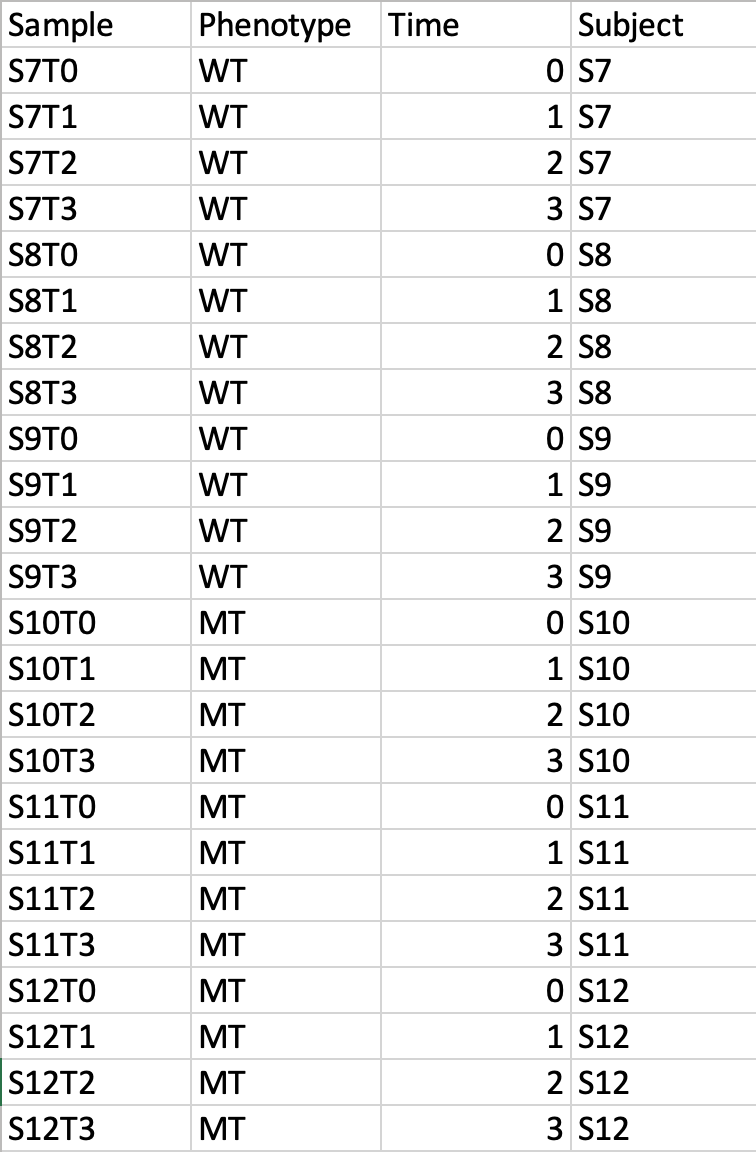 Sample Phenotype Time Subject
S7T0 WT 0 S7
S7T1 WT 1 S7
S7T2 WT 2 S7
S7T3 WT 3 S7
S8T0 WT 0 S8
S8T1 WT 1 S8
S8T2 WT 2 S8
S8T3 WT 3 S8
S9T0 WT 0 S9
S9T1 WT 1 S9
S9T2 WT 2 S9
S9T3 WT 3 S9
S10T0 MT 0 S10
S10T1 MT 1 S10
S10T2 MT 2 S10
S10T3 MT 3 S10
S11T0 MT 0 S11
S11T1 MT 1 S11
S11T2 MT 2 S11
S11T3 MT 3 S11
S12T0 MT 0 S12
S12T1 MT 1 S12
S12T2 MT 2 S12
S12T3 MT 3 S12